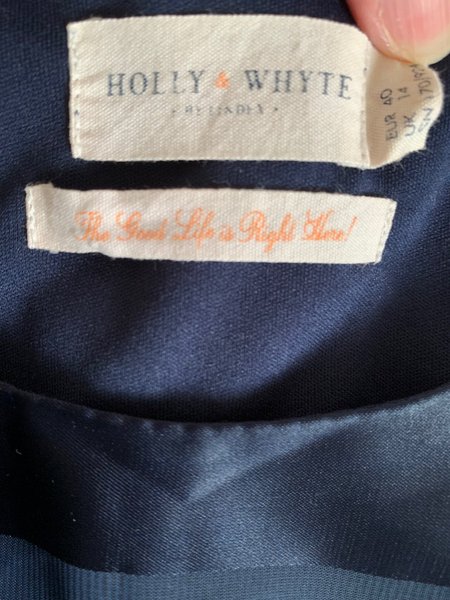 HOLLY & WHYTE
• BY LINDEX •
The Good Life is Right Here!
EUR 40
UK 14